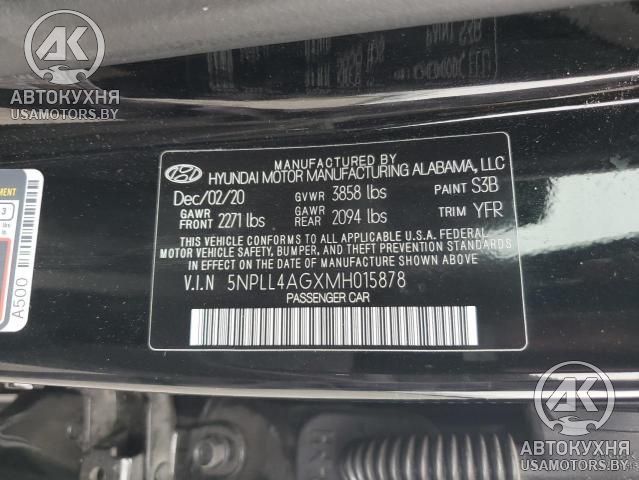 AK
АВТОКУХНЯ
USAMOTORS.BY
MANUFACTURED BY
HYUNDAI MOTOR MANUFACTURING ALABAMA, LLC
Dec/02/20 GVWR 3858 lbs PAINT S3B
GAWR FRONT 2271 lbs GAWR REAR 2094 lbs TRIM YFR
THIS VEHICLE CONFORMS TO ALL APPLICABLE U.S.A. FEDERAL
MOTOR VEHICLE SAFETY, BUMPER, AND THEFT PREVENTION STANDARDS
IN EFFECT ON THE DATE OF MANUFACTURE SHOWN ABOVE
V.I.N 5NPLL4AGXMH015878
PASSENGER CAR
3
A500
AK
АВТОКУХНЯ
USAMOTORS.BY